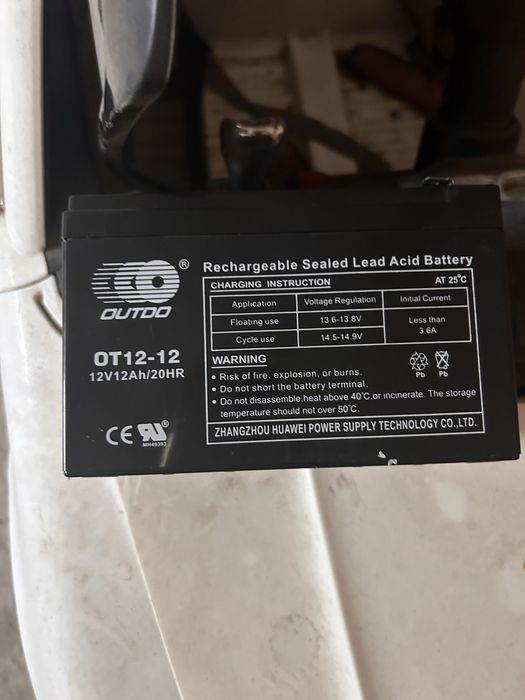 OUTDO ®
OT12-12
12V12Ah/20HR
CE
MH49393
Rechargeable Sealed Lead Acid Battery
CHARGING INSTRUCTION AT 25°C
Application Voltage Regulation Initial Current
Floating use 13.6-13.8V Less than 3.6A
Cycle use 14.5-14.9V
WARNING
• Risk of fire, explosion, or burns.
• Do not short the battery terminal.
• Do not disassemble,heat above 40°C,or incinerate. The storage
temperature should not over 50°C.
Pb Pb
ZHANGZHOU HUAWEI POWER SUPPLY TECHNOLOGY CO.,LTD.